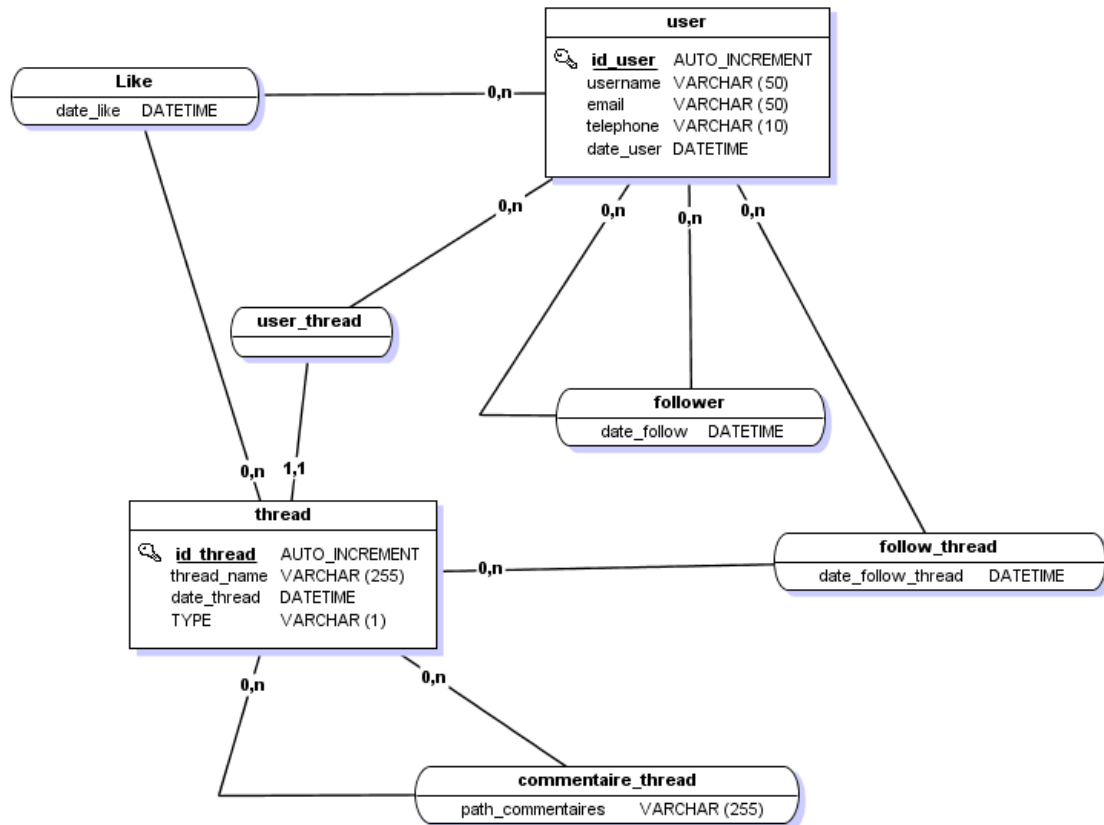 user
id_user AUTO_INCREMENT
username VARCHAR (50)
email VARCHAR (50)
telephone VARCHAR (10)
date_user DATETIME
Like
date_like DATETIME
0,n
0,n
0,n
0,n
0,n
user_thread
follower
date_follow DATETIME
0,n
1,1
thread
id_thread AUTO_INCREMENT
thread_name VARCHAR (255)
date_thread DATETIME
TYPE VARCHAR (1)
0,n
follow_thread
date_follow_thread DATETIME
0,n
0,n
commentaire_thread
path_commentaires VARCHAR (255)